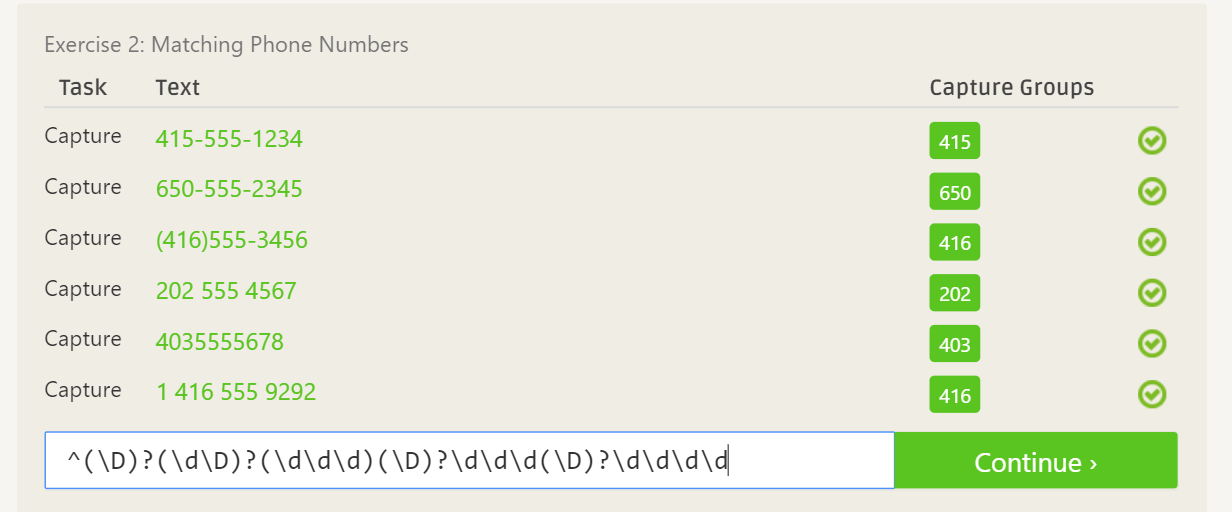 Exercise 2: Matching Phone Numbers
Task Text Capture Groups
Capture 415-555-1234 415
Capture 650-555-2345 650
Capture (416)555-3456 416
Capture 202 555 4567 202
Capture 4035555678 403
Capture 1 416 555 9292 416
^(\D)?(\d\D)?(\d\d\d)(\D)?\d\d\d(\D)?\d\d\d\d Continue ›